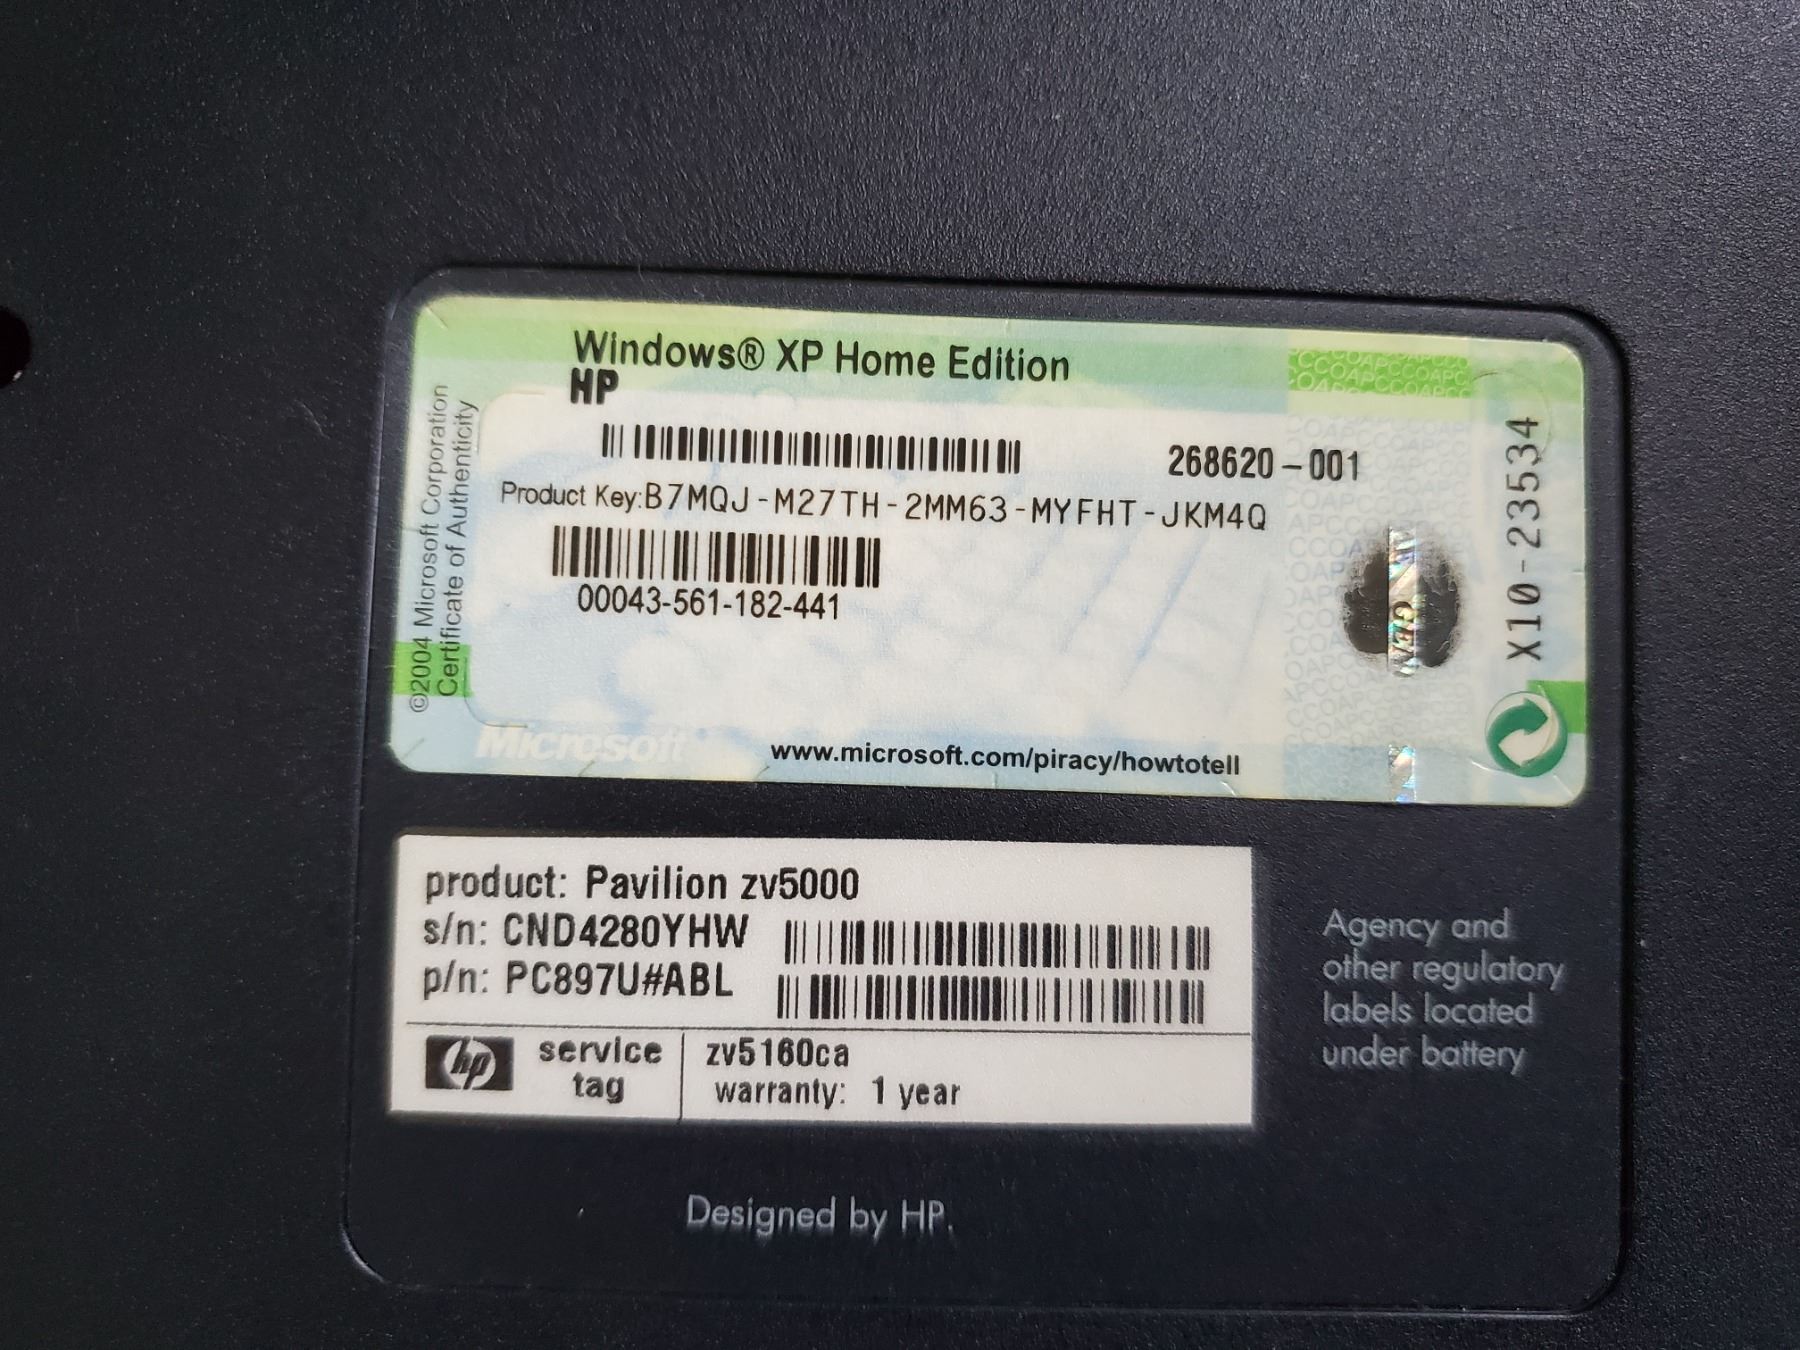 Windows® XP Home Edition
HP
268620-001
Product Key:B7MQJ-M27TH-2MM63-MYFHT-JKM4Q
00043-561-182-441
©2004 Microsoft Corporation
Certificate of Authenticity
X10-23534
GEN
Microsoft
www.microsoft.com/piracy/howtotell
product: Pavilion zv5000
s/n: CND4280YHW
p/n: PC897U#ABL
hp
service
tag
zv5160ca
warranty: 1 year
Agency and
other regulatory
labels located
under battery
Designed by HP.